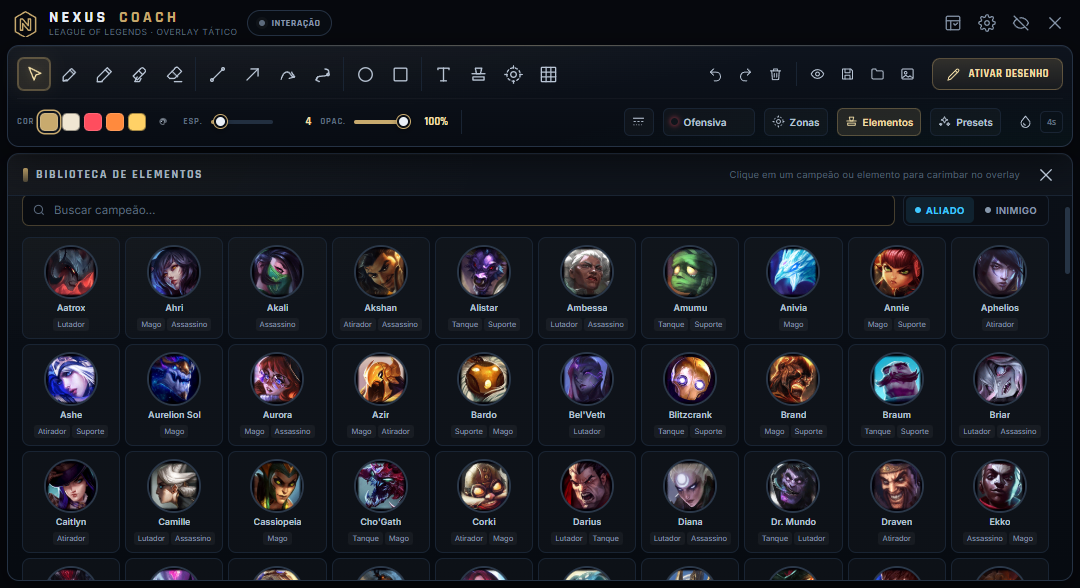 NEXUS COACH
LEAGUE OF LEGENDS · OVERLAY TÁTICO
INTERAÇÃO
ATIVAR DESENHO
COR
ESP.
4
OPAC.
100%
Ofensiva
Zonas
Elementos
Presets
4s
BIBLIOTECA DE ELEMENTOS
Clique em um campeão ou elemento para carimbar no overlay
Buscar campeão...
ALIADO
INIMIGO
Aatrox Ahri Akali Akshan Alistar Ambessa Amumu Anivia Annie Aphelios
Lutador Mago Assassino Assassino Atirador Assassino Tanque Suporte Lutador Assassino Tanque Suporte Mago Mago Suporte Atirador
Ashe Aurelion Sol Aurora Azir Bardo Bel'Veth Blitzcrank Brand Braum Briar
Atirador Suporte Mago Mago Assassino Mago Atirador Suporte Mago Lutador Tanque Suporte Mago Suporte Tanque Suporte Lutador Assassino
Caitlyn Camille Cassiopeia Cho'Gath Corki Darius Diana Dr. Mundo Draven Ekko
Atirador Lutador Assassino Mago Tanque Mago Atirador Mago Lutador Tanque Lutador Assassino Tanque Lutador Atirador Assassino Mago